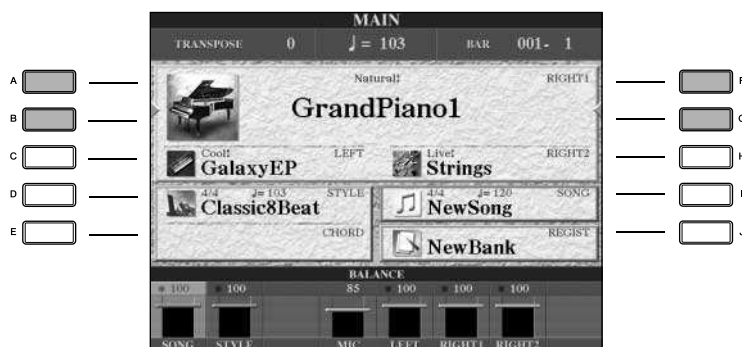 MAIN
TRANSPOSE 0 ♩= 103 BAR 001- 1
A
Natural! RIGHT1
F
B
GrandPiano1
G
C
Cool! LEFT
GalaxyEP
Live! RIGHT2
Strings
H
D
4/4 ♩= 103 STYLE
Classic8Beat
4/4 ♩= 120 SONG
NewSong
I
E
CHORD
REGIST
NewBank
J
BALANCE
100 100 85 100 100 100
SONG STYLE MIC LEFT RIGHT1 RIGHT2